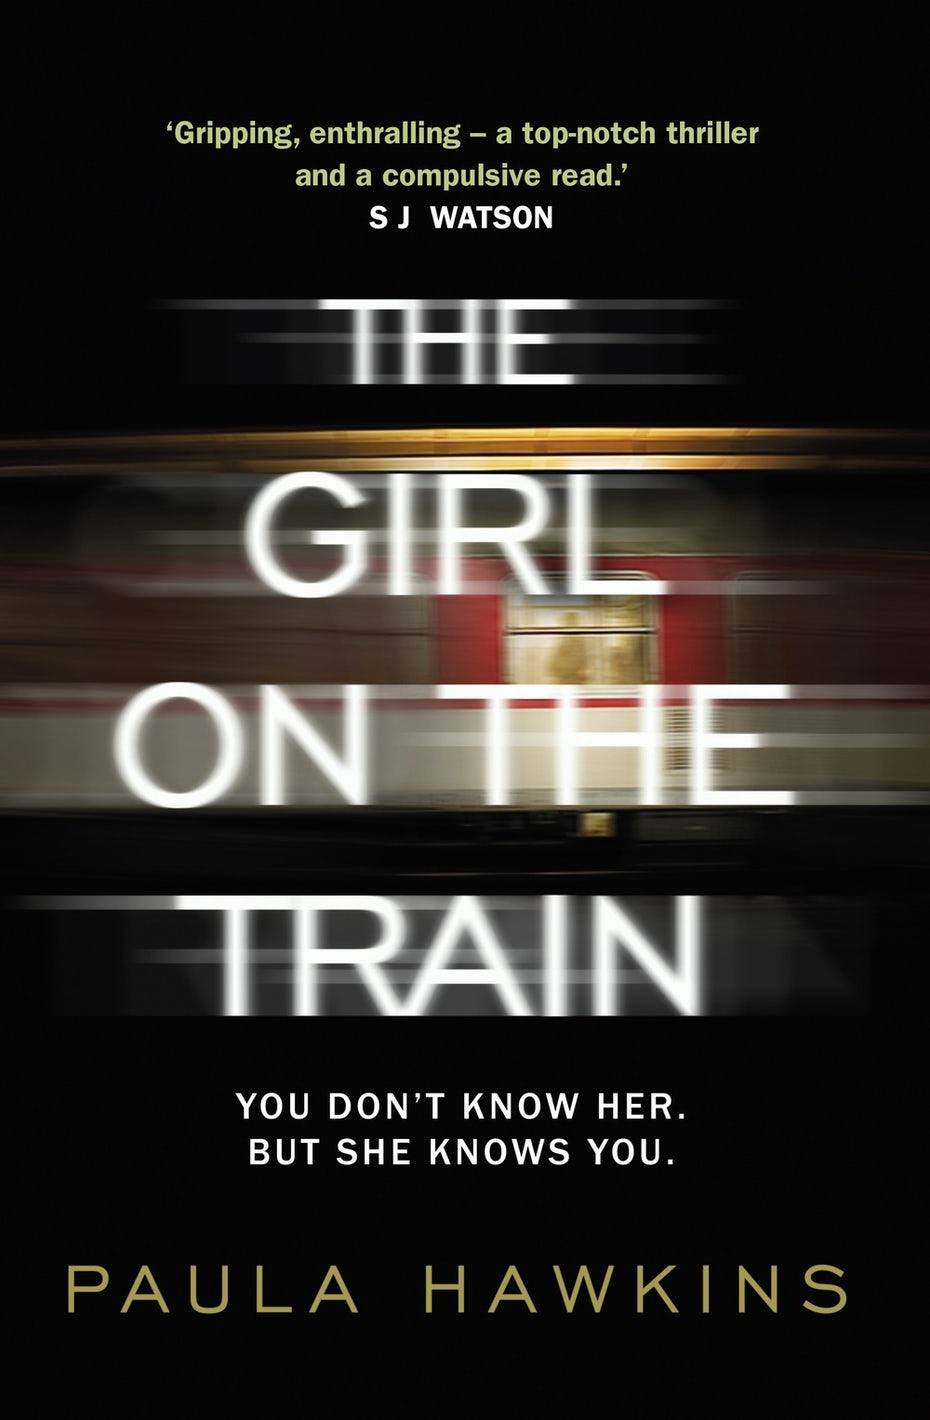 ‘Gripping, enthralling – a top-notch thriller
and a compulsive read.’
S J WATSON
THE
GIRL
ON THE
TRAIN
YOU DON’T KNOW HER.
BUT SHE KNOWS YOU.
PAULA HAWKINS